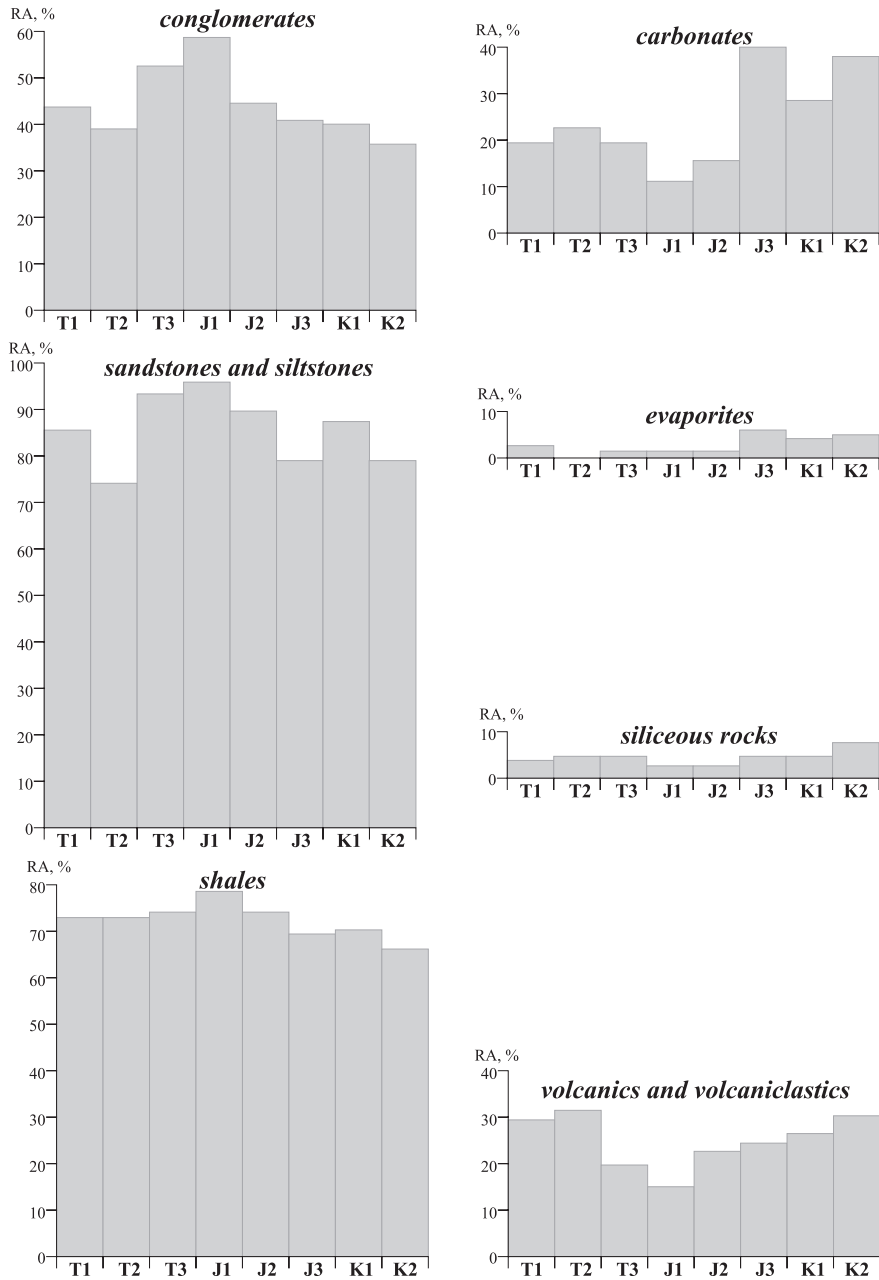 RA, %
conglomerates
60
50
40
30
20
10
0
T1 T2 T3 J1 J2 J3 K1 K2
RA, %
sandstones and siltstones
100
90
80
70
60
50
40
30
20
10
0
T1 T2 T3 J1 J2 J3 K1 K2
RA, %
shales
80
70
60
50
40
30
20
10
0
T1 T2 T3 J1 J2 J3 K1 K2
RA, %
carbonates
40
30
20
10
0
T1 T2 T3 J1 J2 J3 K1 K2
RA, %
evaporites
10
0
T1 T2 T3 J1 J2 J3 K1 K2
RA, %
siliceous rocks
10
0
T1 T2 T3 J1 J2 J3 K1 K2
RA, %
volcanics and volcaniclastics
40
30
20
10
0
T1 T2 T3 J1 J2 J3 K1 K2